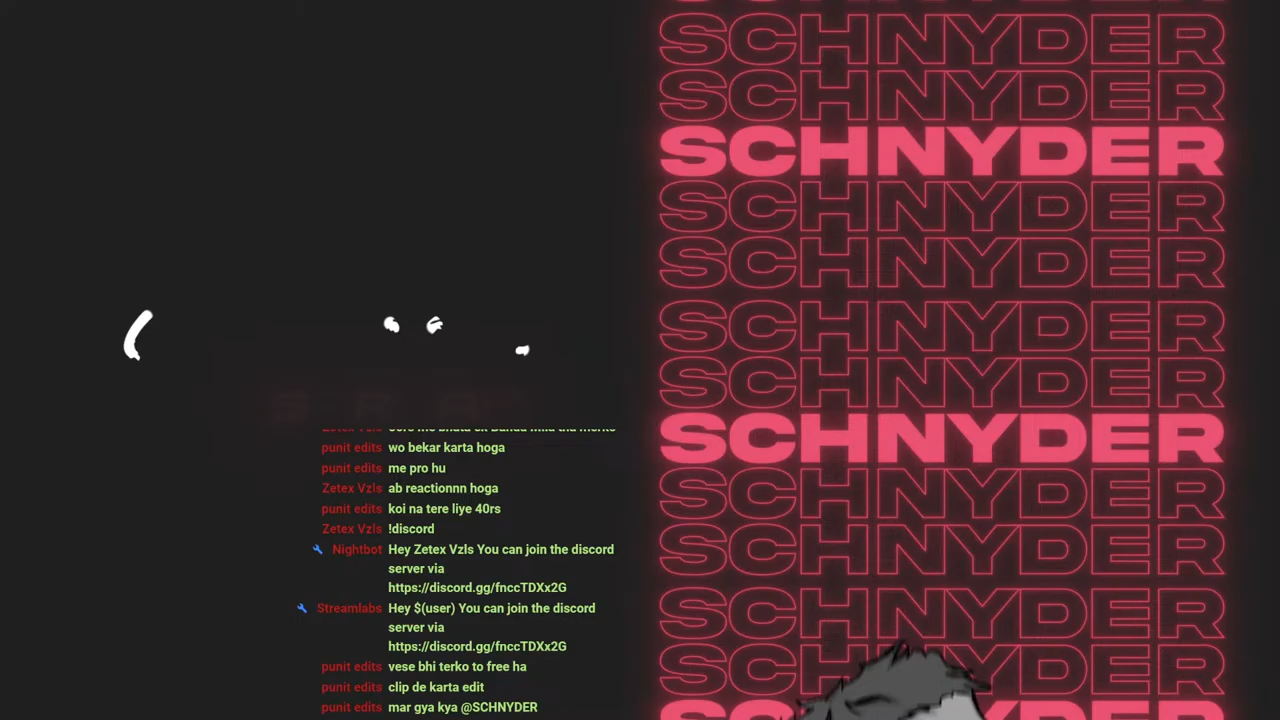 SCHNYDER
SCHNYDER
SCHNYDER
SCHNYDER
SCHNYDER
SCHNYDER
SCHNYDER
SCHNYDER
SCHNYDER
SCHNYDER
SCHNYDER
SCHNYDER
Zetex Vzls
punit edits wo bekar karta hoga
punit edits me pro hu
Zetex Vzls ab reactionnn hoga
punit edits koi na tere liye 40rs
Zetex Vzls !discord
Nightbot Hey Zetex Vzls You can join the discord
server via
https://discord.gg/fnccTDXx2G
Streamlabs Hey $(user) You can join the discord
server via
https://discord.gg/fnccTDXx2G
punit edits vese bhi terko to free ha
punit edits clip de karta edit
punit edits mar gya kya @SCHNYDER